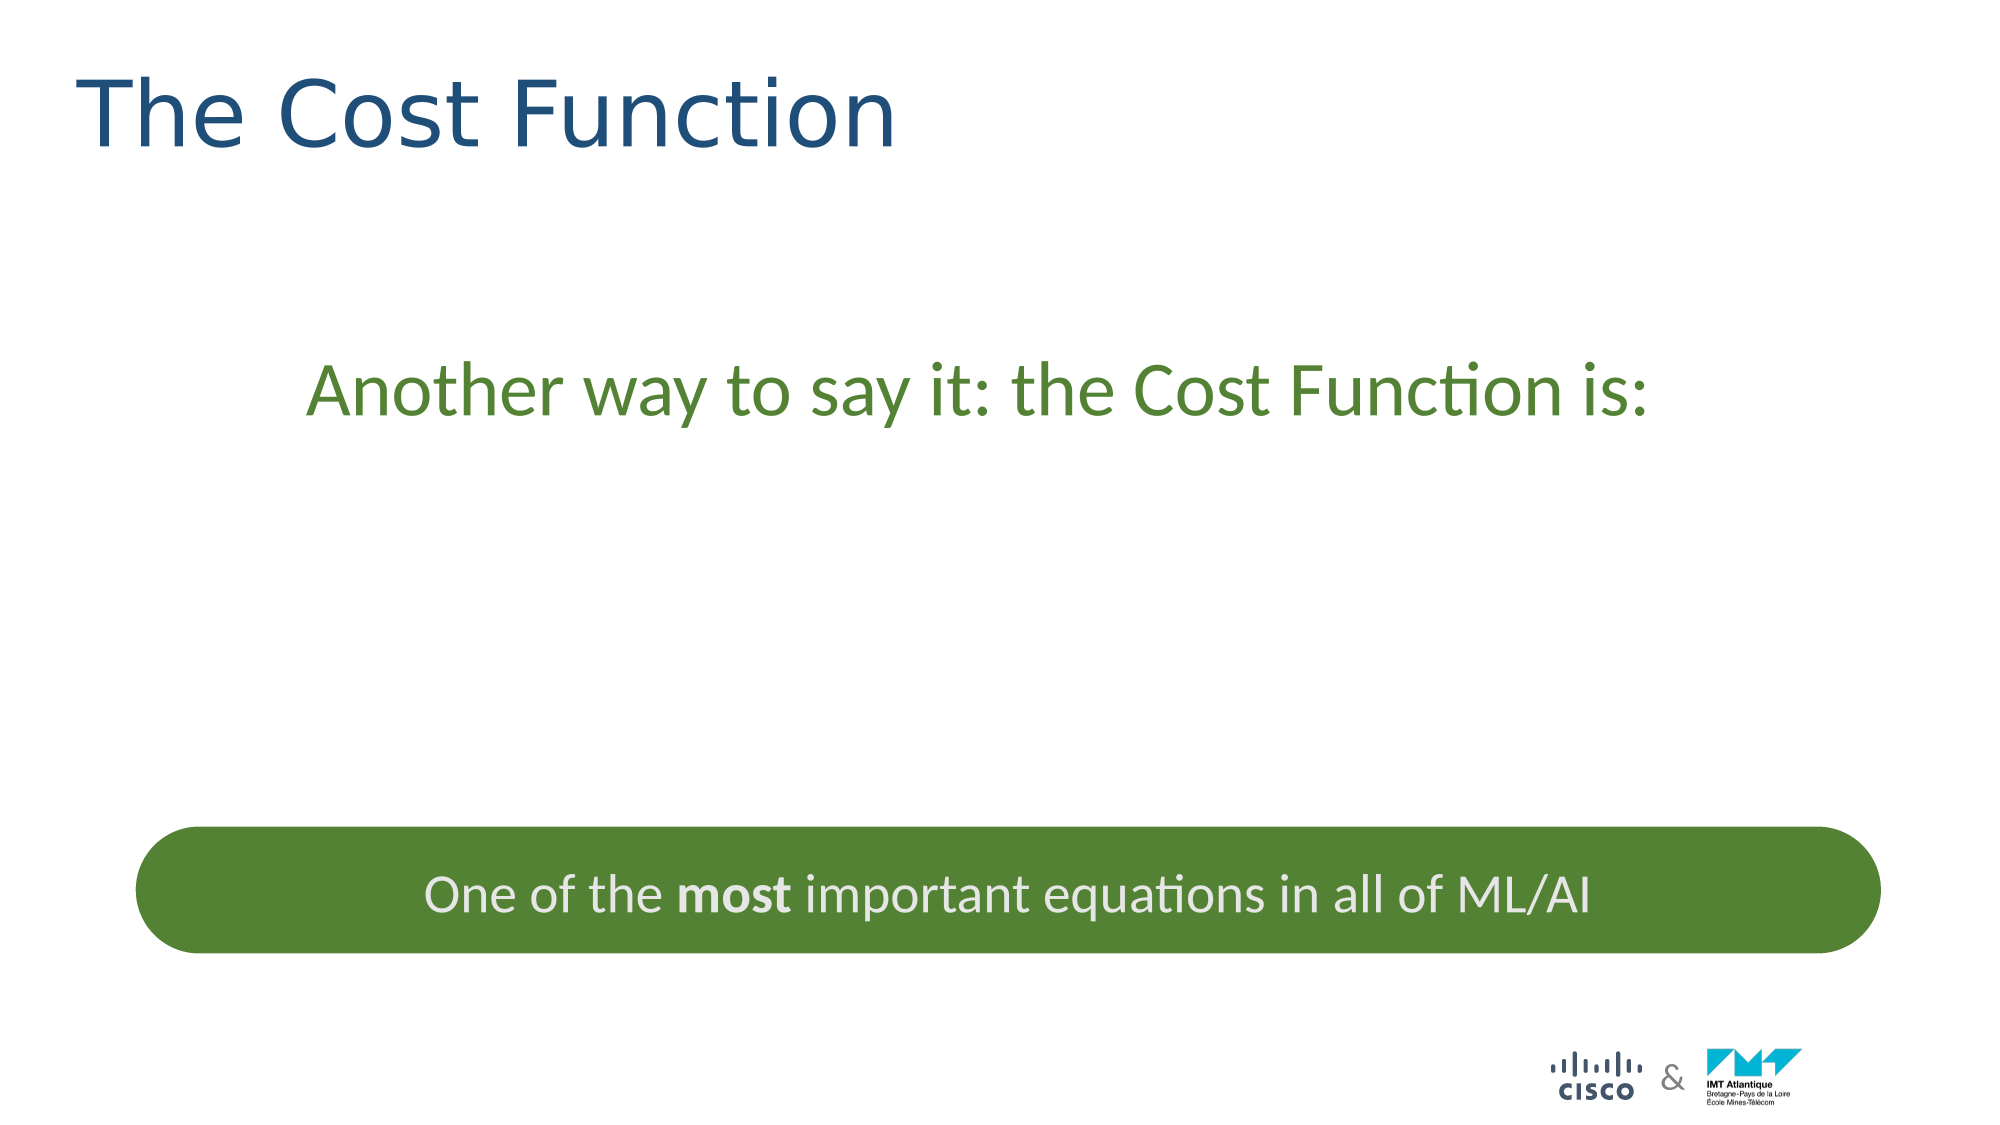 The Cost Function
Another way to say it: the Cost Function is:
One of the most important equations in all of ML/AI
CISCO
&
IMT Atlantique
Bretagne-Pays de la Loire
École Mines-Télécom